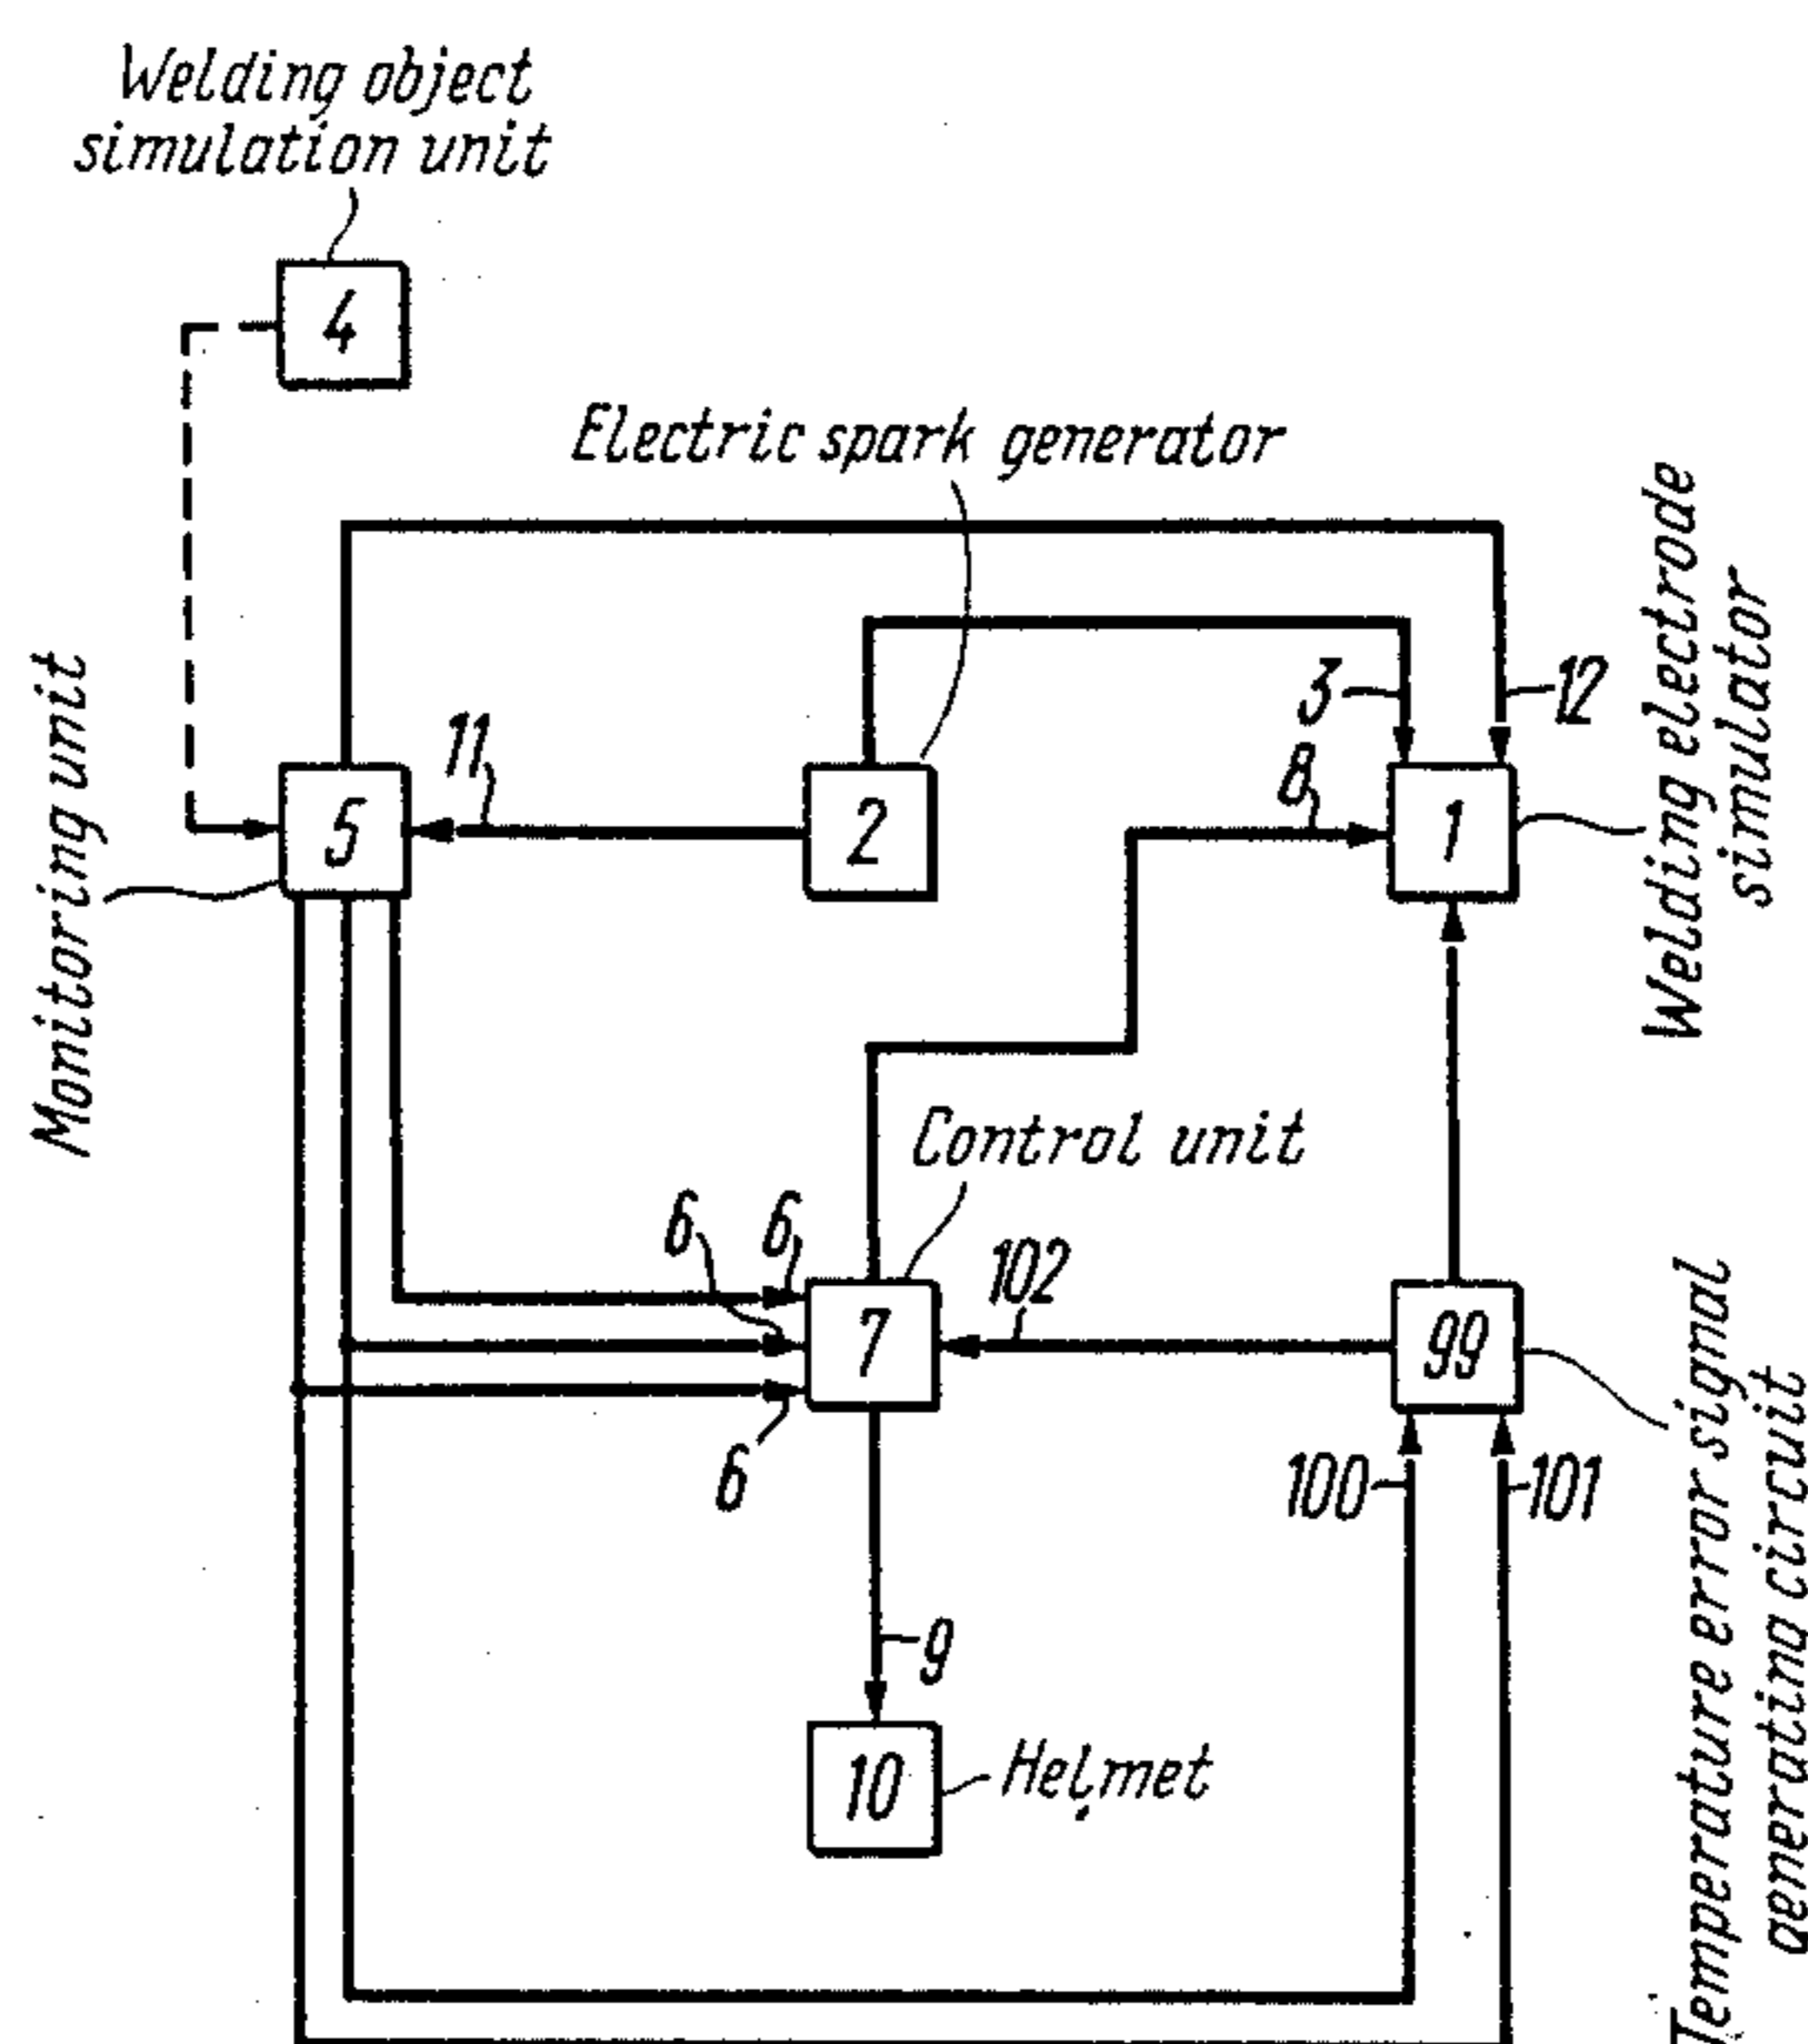 Welding object
simulation unit
4
Electric spark generator
3
12
Welding electrode
simulator
Monitoring unit
11
5
2
8
1
Control unit
6
6
102
7
99
6
100
101
Temperature error signal
generating circuit
9
10
Helmet